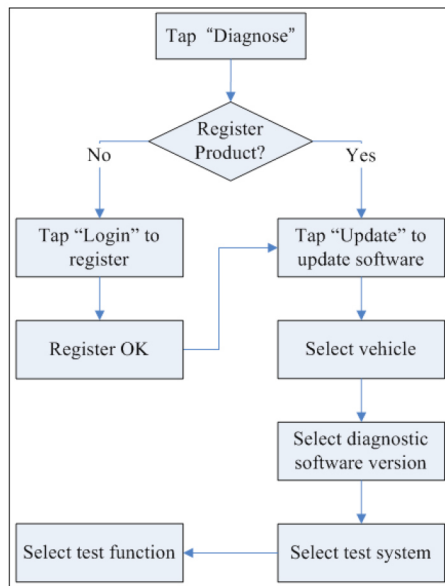 Tap “Diagnose”
Register
Product?
No
Yes
Tap “Login” to
register
Tap “Update” to
update software
Register OK
Select vehicle
Select diagnostic
software version
Select test function
Select test system